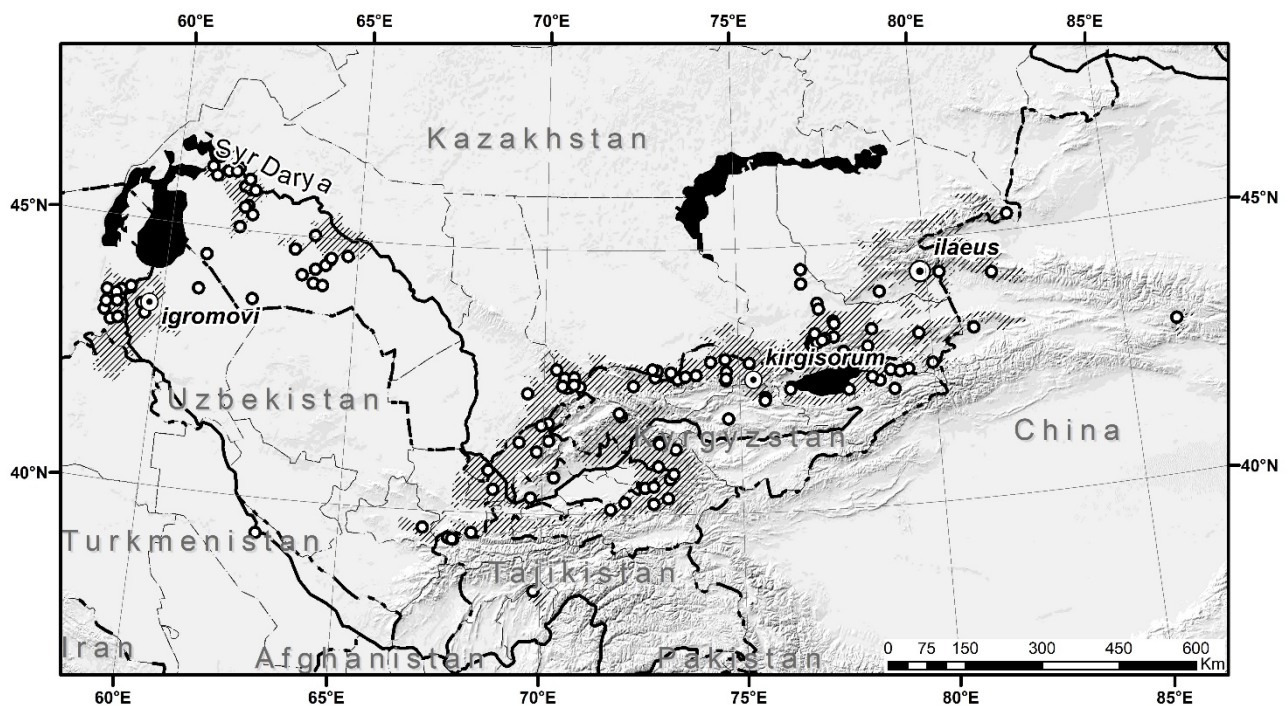 60°E 65°E 70°E 75°E 80°E 85°E
Kazakhstan
Syr Darya
45°N 45°N
ilaeus
igromovi
kirgisorum
Uzbekistan
Kyrgyzstan
China
40°N 40°N
Turkmenistan
Tajikistan
Iran
Afghanistan
Pakistan
0 75 150 300 450 600
Km
60°E 65°E 70°E 75°E 80°E 85°E